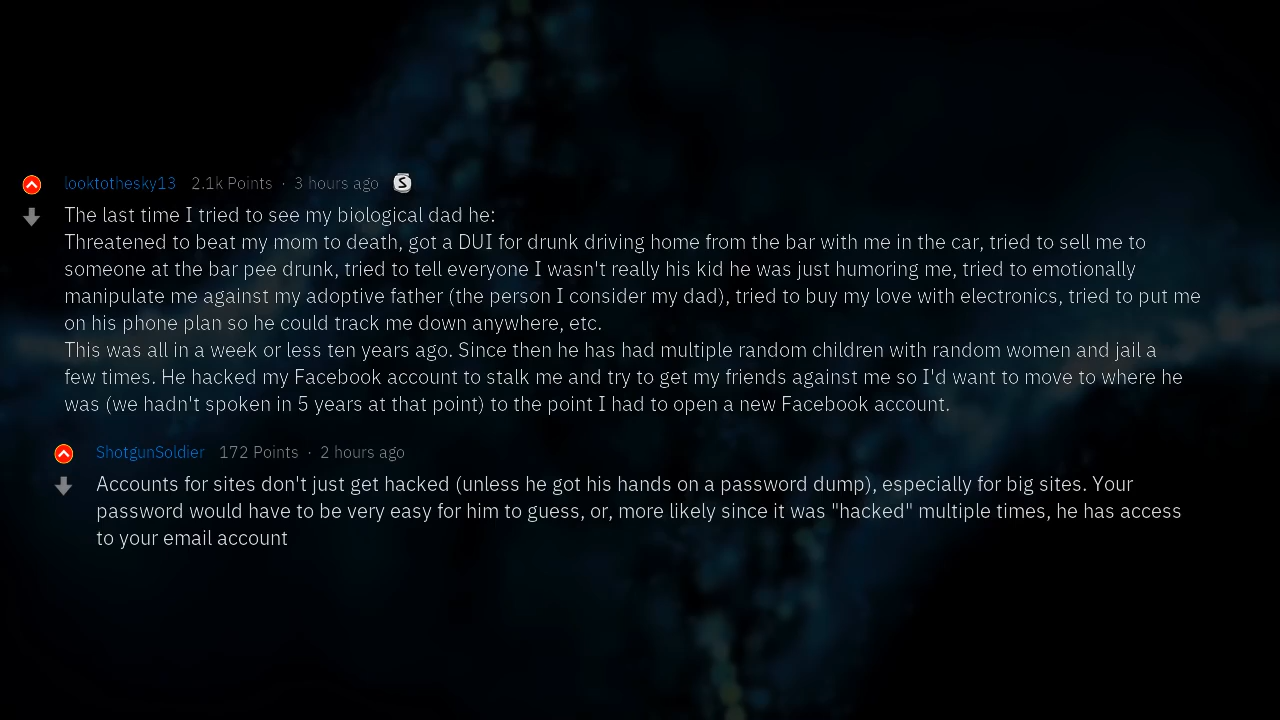 looktothesky13 2.1k Points · 3 hours ago S
The last time I tried to see my biological dad he:
Threatened to beat my mom to death, got a DUI for drunk driving home from the bar with me in the car, tried to sell me to
someone at the bar pee drunk, tried to tell everyone I wasn't really his kid he was just humoring me, tried to emotionally
manipulate me against my adoptive father (the person I consider my dad), tried to buy my love with electronics, tried to put me
on his phone plan so he could track me down anywhere, etc.
This was all in a week or less ten years ago. Since then he has had multiple random children with random women and jail a
few times. He hacked my Facebook account to stalk me and try to get my friends against me so I'd want to move to where he
was (we hadn't spoken in 5 years at that point) to the point I had to open a new Facebook account.
ShotgunSoldier 172 Points · 2 hours ago
Accounts for sites don't just get hacked (unless he got his hands on a password dump), especially for big sites. Your
password would have to be very easy for him to guess, or, more likely since it was "hacked" multiple times, he has access
to your email account